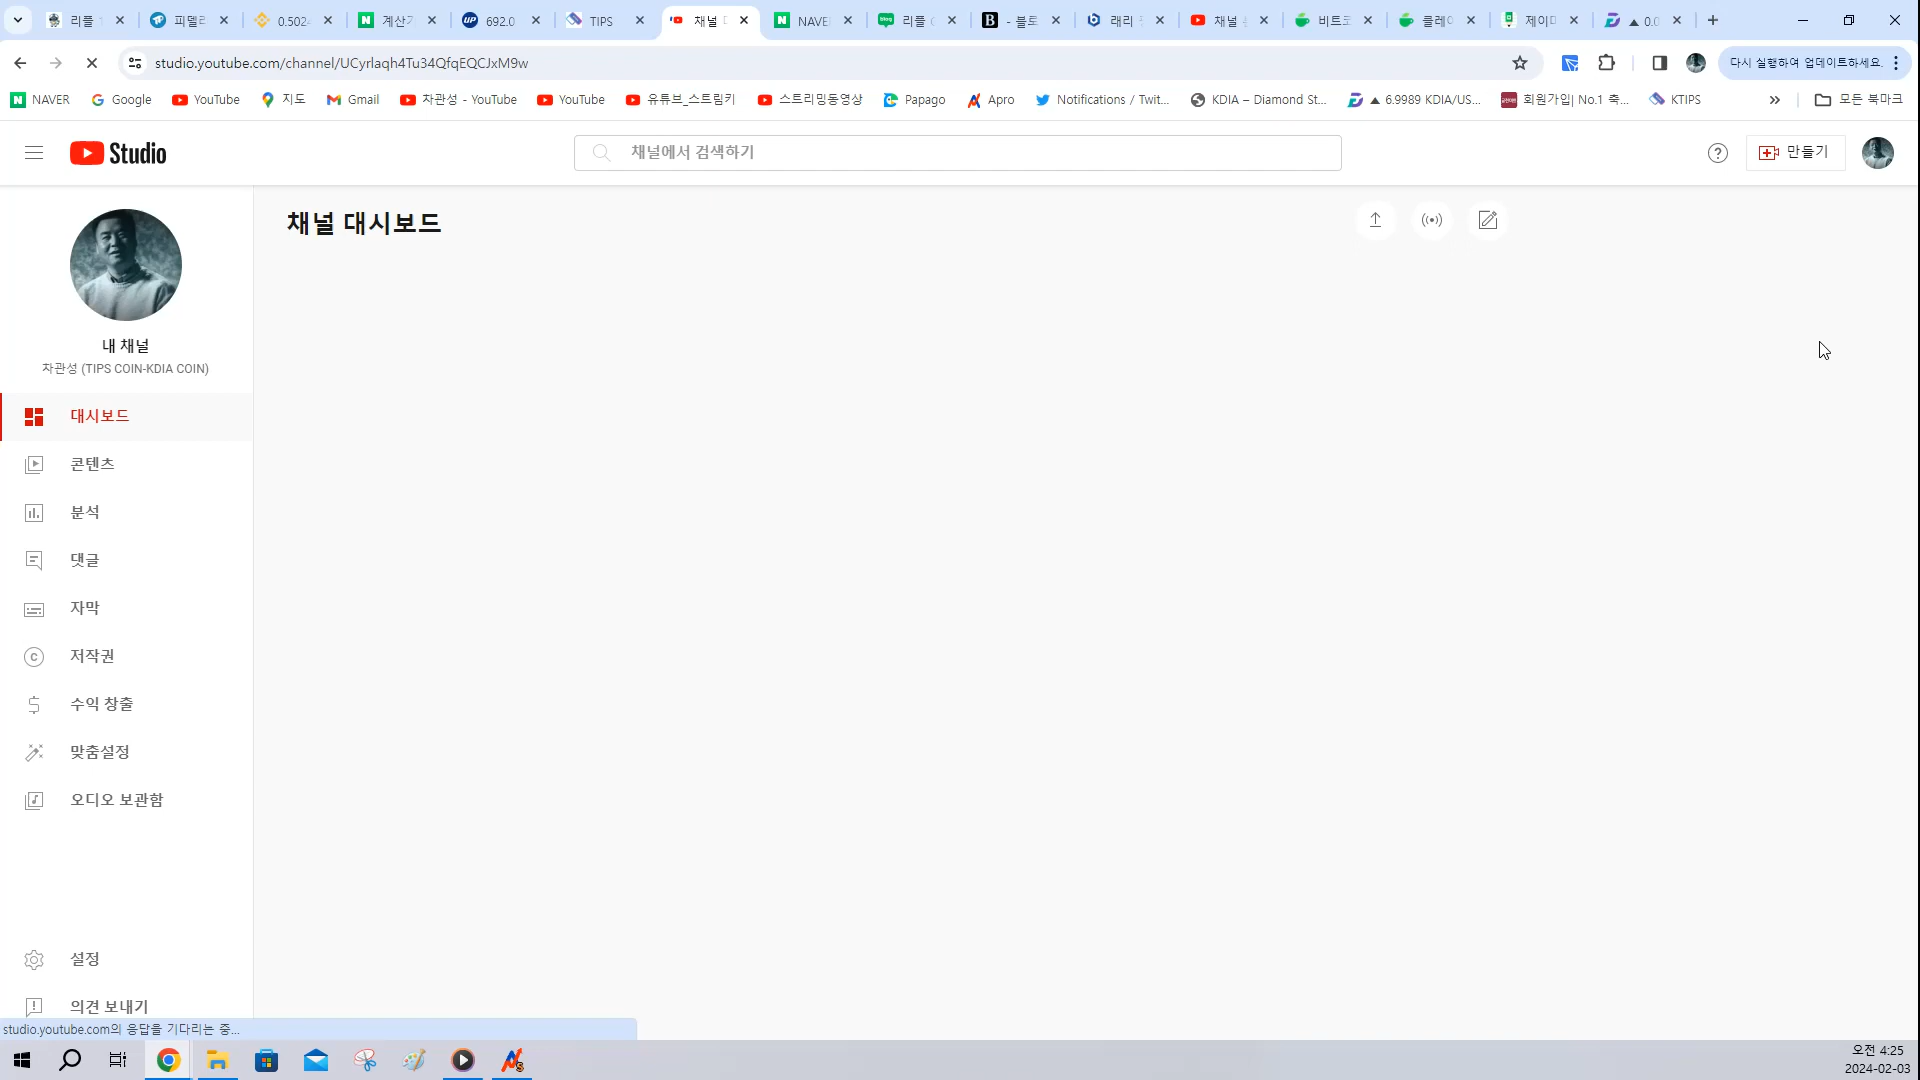 리플
피델리
0.502
계산기
692.0
TIPS
채널
NAVE
리플
- 블로
래리
채널
비트코
클레이
제이미
▲ 0.0
studio.youtube.com/channel/UCyrlaqh4Tu34QfqEQCJxM9w
다시 실행하여 업데이트하세요.
NAVER
Google
YouTube
지도
Gmail
차관성 - YouTube
YouTube
유튜브_스트림키
스트리밍동영상
Papago
Apro
Notifications / Twit...
KDIA – Diamond St...
▲ 6.9989 KDIA/US...
회원가입| No.1 축...
KTIPS
모든 북마크
Studio
채널에서 검색하기
만들기
채널 대시보드
내 채널
차관성 (TIPS COIN-KDIA COIN)
대시보드
콘텐츠
분석
댓글
자막
저작권
수익 창출
맞춤설정
오디오 보관함
설정
의견 보내기
studio.youtube.com의 응답을 기다리는 중...
오전 4:25
2024-02-03